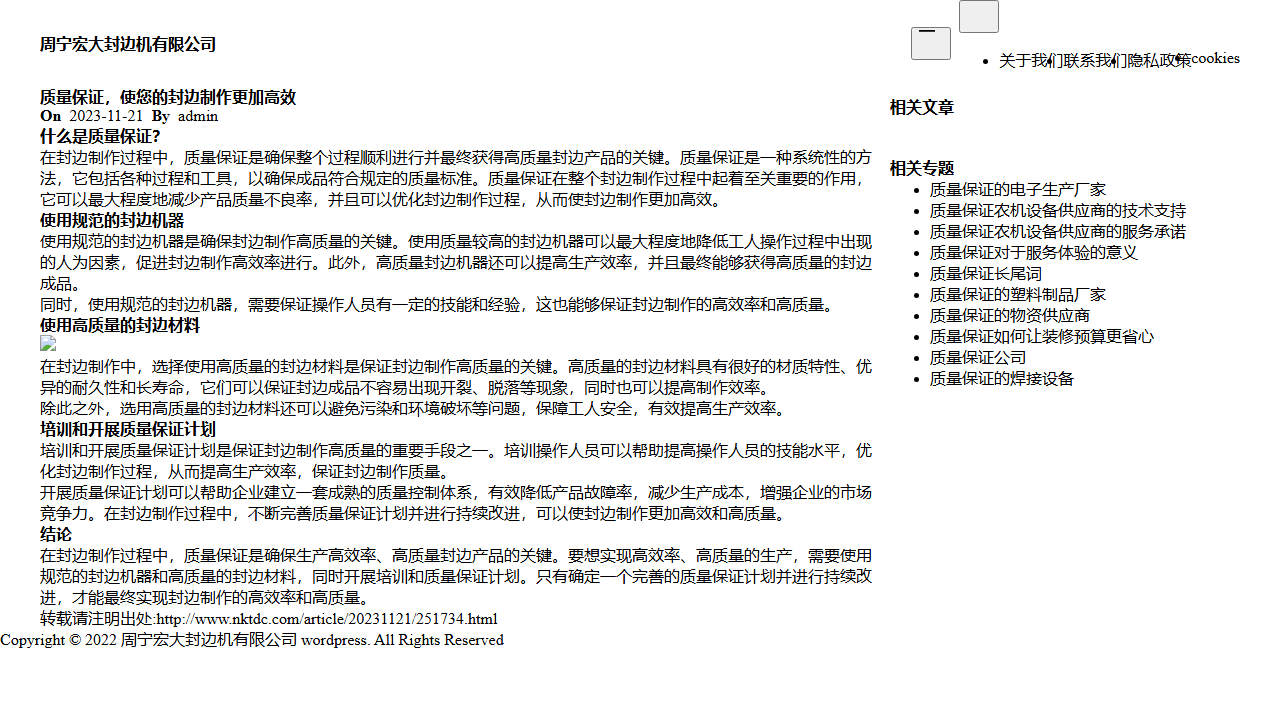 周宁宏大封边机有限公司
关于我们联系我们隐私政策cookies
质量保证，使您的封边制作更加高效
On 2023-11-21 By admin
什么是质量保证?
在封边制作过程中，质量保证是确保整个过程顺利进行并最终获得高质量封边产品的关键。质量保证是一种系统性的方
法，它包括各种过程和工具，以确保成品符合规定的质量标准。质量保证在整个封边制作过程中起着至关重要的作用，
它可以最大程度地减少产品质量不良率，并且可以优化封边制作过程，从而使封边制作更加高效。
使用规范的封边机器
使用规范的封边机器是确保封边制作高质量的关键。使用质量较高的封边机器可以最大程度地降低工人操作过程中出现
的人为因素，促进封边制作高效率进行。此外，高质量封边机器还可以提高生产效率，并且最终能够获得高质量的封边
成品。
同时，使用规范的封边机器，需要保证操作人员有一定的技能和经验，这也能够保证封边制作的高效率和高质量。
使用高质量的封边材料
在封边制作中，选择使用高质量的封边材料是保证封边制作高质量的关键。高质量的封边材料具有很好的材质特性、优
异的耐久性和长寿命，它们可以保证封边成品不容易出现开裂、脱落等现象，同时也可以提高制作效率。
除此之外，选用高质量的封边材料还可以避免污染和环境破坏等问题，保障工人安全，有效提高生产效率。
培训和开展质量保证计划
培训和开展质量保证计划是保证封边制作高质量的重要手段之一。培训操作人员可以帮助提高操作人员的技能水平，优
化封边制作过程，从而提高生产效率，保证封边制作质量。
开展质量保证计划可以帮助企业建立一套成熟的质量控制体系，有效降低产品故障率，减少生产成本，增强企业的市场
竞争力。在封边制作过程中，不断完善质量保证计划并进行持续改进，可以使封边制作更加高效和高质量。
结论
在封边制作过程中，质量保证是确保生产高效率、高质量封边产品的关键。要想实现高效率、高质量的生产，需要使用
规范的封边机器和高质量的封边材料，同时开展培训和质量保证计划。只有确定一个完善的质量保证计划并进行持续改
进，才能最终实现封边制作的高效率和高质量。
转载请注明出处:http://www.nktdc.com/article/20231121/251734.html
相关文章
相关专题
质量保证的电子生产厂家
质量保证农机设备供应商的技术支持
质量保证农机设备供应商的服务承诺
质量保证对于服务体验的意义
质量保证长尾词
质量保证的塑料制品厂家
质量保证的物资供应商
质量保证如何让装修预算更省心
质量保证公司
质量保证的焊接设备
Copyright © 2022 周宁宏大封边机有限公司 wordpress. All Rights Reserved